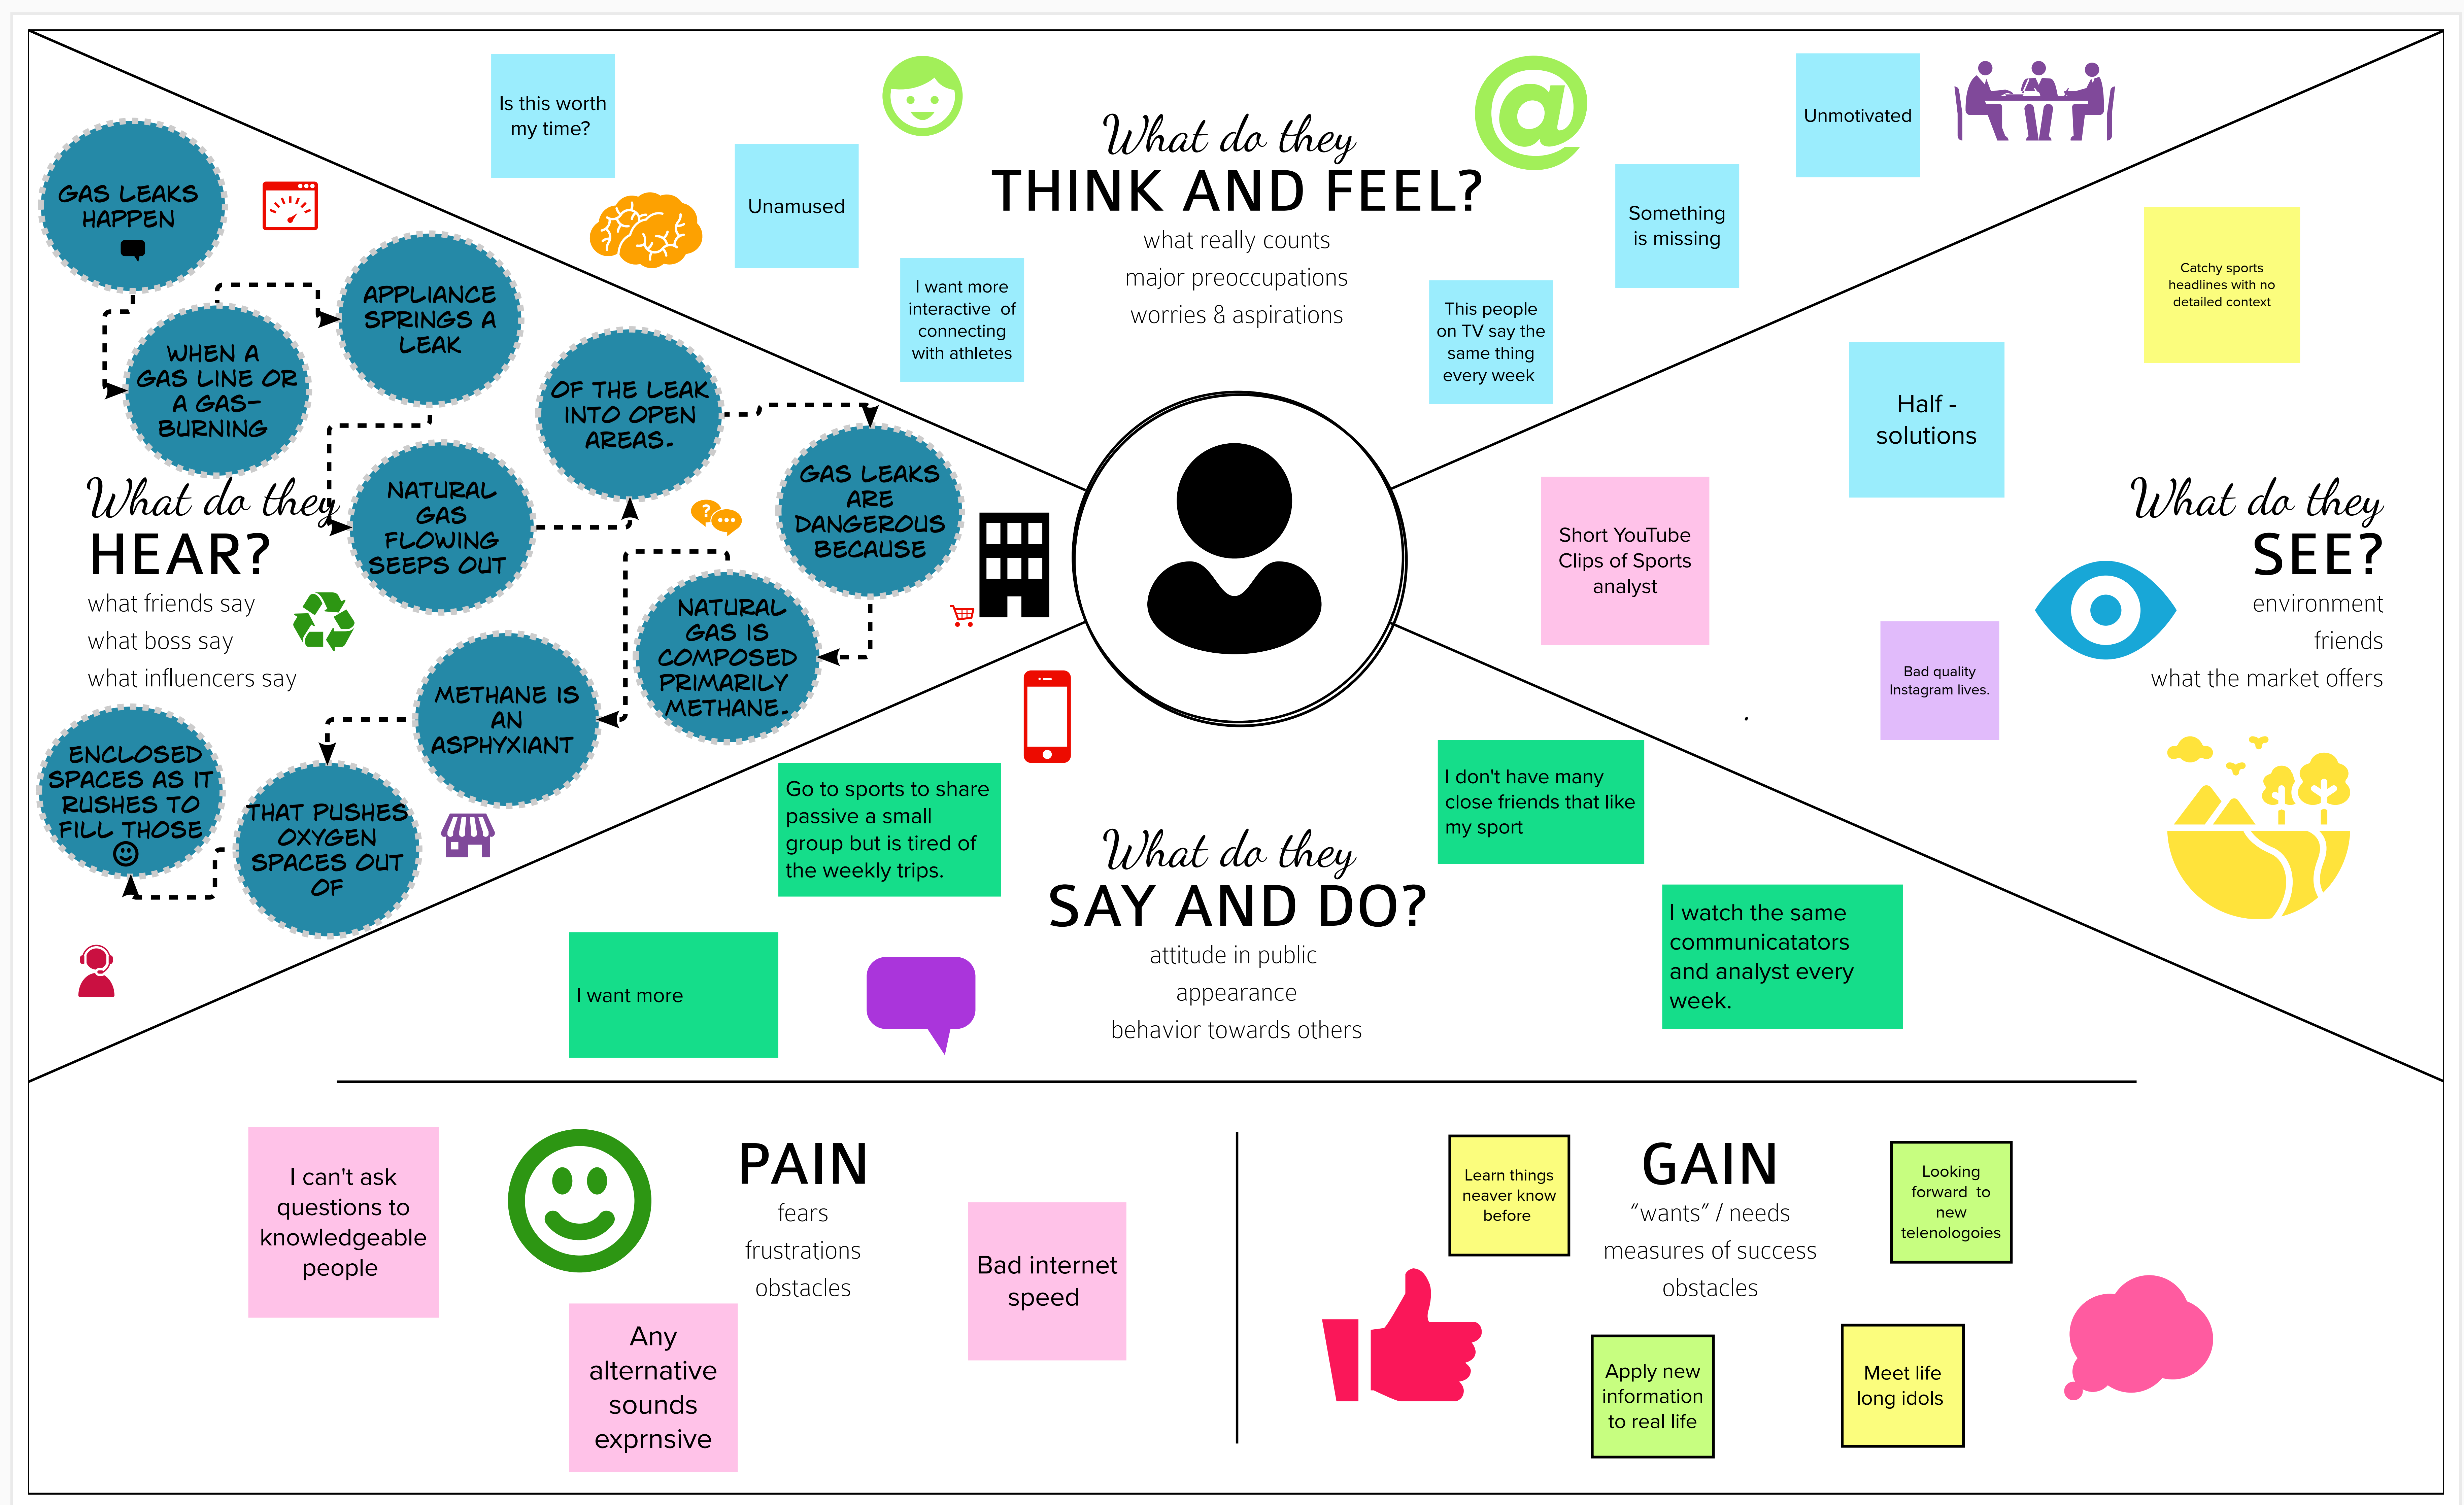 GAS LEAKS
HAPPEN
WHEN A
GAS LINE OR
A GAS-
BURNING
APPLIANCE
SPRINGS A
LEAK
NATURAL
GAS
FLOWING
SEEPS OUT
OF THE LEAK
INTO OPEN
AREAS.
GAS LEAKS
ARE
DANGEROUS
BECAUSE
NATURAL
GAS IS
COMPOSED
PRIMARILY
METHANE.
METHANE IS
AN
ASPHYXIANT
THAT PUSHES
OXYGEN
SPACES OUT
OF
ENCLOSED
SPACES AS IT
RUSHES TO
FILL THOSE
What do they
HEAR?
what friends say
what boss say
what influencers say
?
Is this worth
my time?
Unamused
I want more
interactive of
connecting
with athletes
What do they
THINK AND FEEL?
what really counts
major preoccupations
worries & aspirations
@
This people
on TV say the
same thing
every week
Something
is missing
Unmotivated
Catchy sports
headlines with no
detailed context
Half -
solutions
Short YouTube
Clips of Sports
analyst
Bad quality
Instagram lives.
What do they
SEE?
environment
friends
what the market offers
Go to sports to share
passive a small
group but is tired of
the weekly trips.
I want more
What do they
SAY AND DO?
attitude in public
appearance
behavior towards others
I don't have many
close friends that like
my sport
I watch the same
communicatators
and analyst every
week.
I can't ask
questions to
knowledgeable
people
PAIN
fears
frustrations
obstacles
Any
alternative
sounds
exprnsive
Bad internet
speed
Learn things
neaver know
before
GAIN
“wants” / needs
measures of success
obstacles
Looking
forward to
new
telenologoies
Apply new
information
to real life
Meet life
long idols